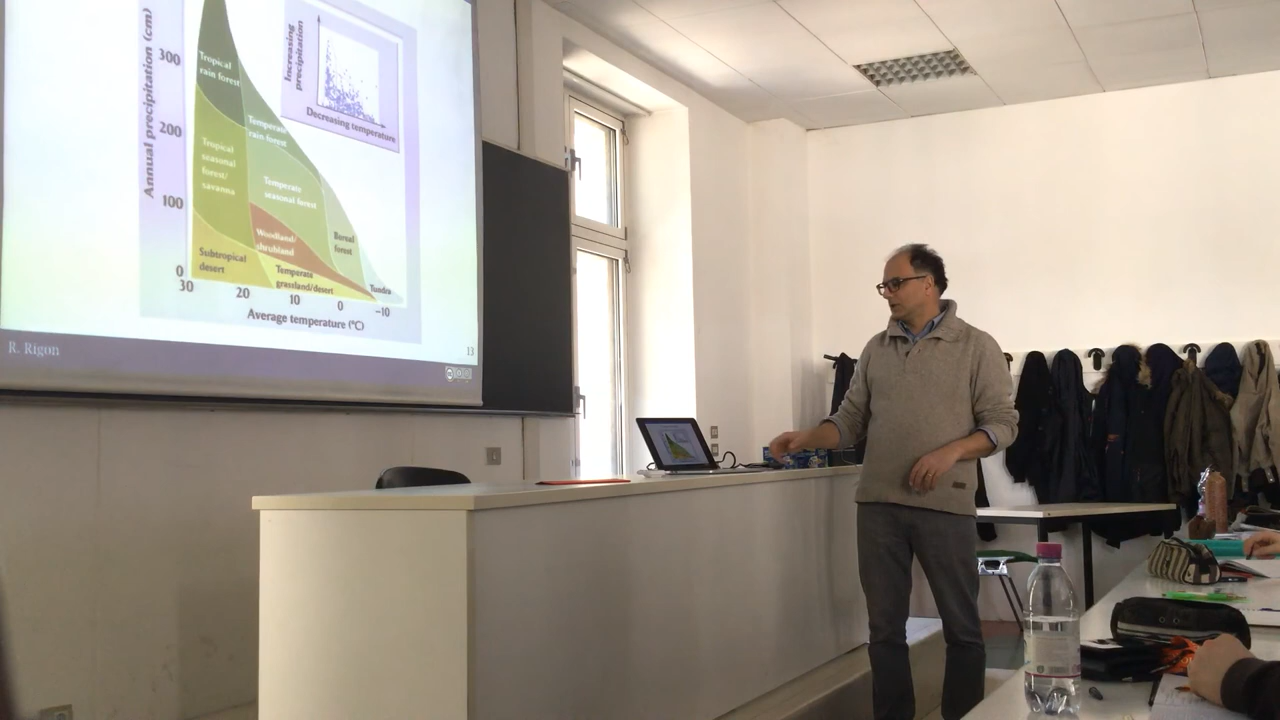 Annual precipitation (cm)
300
200
100
0
30
20
10
0
−10
Average temperature (°C)
Tropical
rain forest
Temperate
rain forest
Tropical
seasonal
forest/
savanna
Temperate
seasonal forest
Woodland/
shrubland
Boreal
forest
Subtropical
desert
Temperate
grassland/desert
Tundra
Increasing
precipitation
Decreasing temperature
R. Rigon
13